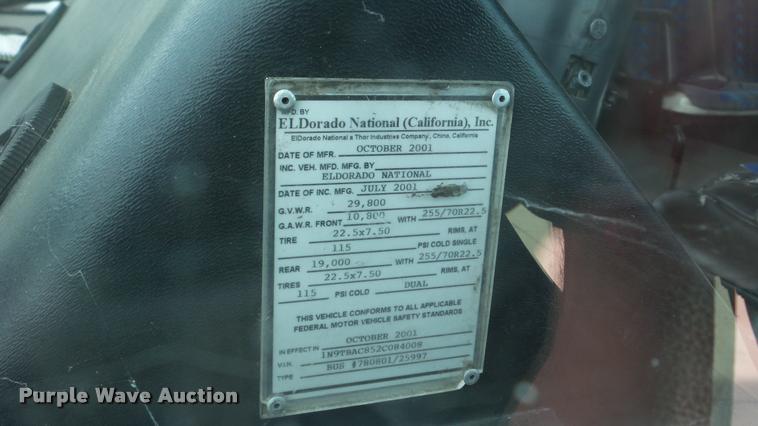 MFD. BY
ELDorado National (California), Inc.
ElDorado National a Thor Industries Company, Chino, California
DATE OF MFR. OCTOBER 2001
INC. VEH. MFD. MFG. BY
ELDORADO NATIONAL
DATE OF INC. MFG. JULY 2001
G.V.W.R. 29,800
G.A.W.R. FRONT 10,800 WITH 255/70R22.5
TIRE 22.5x7.50 RIMS, AT
115 PSI COLD SINGLE
REAR 19,000 WITH 255/70R22.5
TIRES 22.5x7.50 RIMS, AT
115 PSI COLD DUAL
THIS VEHICLE CONFORMS TO ALL APPLICABLE
FEDERAL MOTOR VEHICLE SAFETY STANDARDS
IN EFFECT IN OCTOBER 2001
V.I.N. 1N9TBAC852C084008
TYPE BUS #780801/25997
Purple Wave Auction